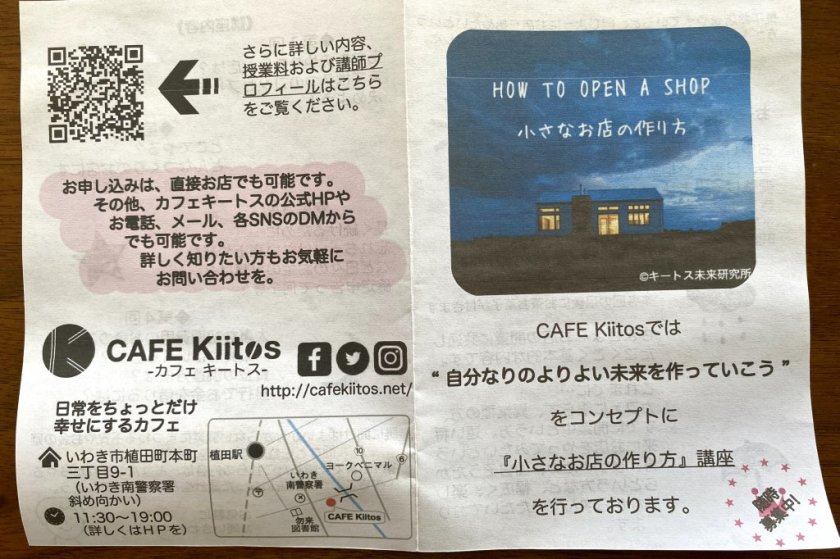 さらに詳しい内容、
授業料および講師プ
ロフィールはこちら
をご覧ください。
お申し込みは、直接お店でも可能です。
その他、カフェキートスの公式HPや
お電話、メール、各SNSのDMから
でも可能です。
詳しく知りたい方もお気軽に
お問い合わせを。
CAFE Kiitos
-カフェ キートス-
http://cafekiitos.net/
日常をちょっとだけ
幸せにするカフェ
いわき市植田町本町
三丁目9-1
（いわき南警察署
斜め向かい）
11:30〜19:00
（詳しくはHPを）
植田駅
いわき
南警察署
ヨークベニマル
10
6
勿来
図書館
CAFE Kiitos
HOW TO OPEN A SHOP
小さなお店の作り方
©キートス未来研究所
CAFE Kiitosでは
“ 自分なりのよりよい未来を作っていこう ”
をコンセプトに
『小さなお店の作り方』講座
を行っております。
随時
募集中!